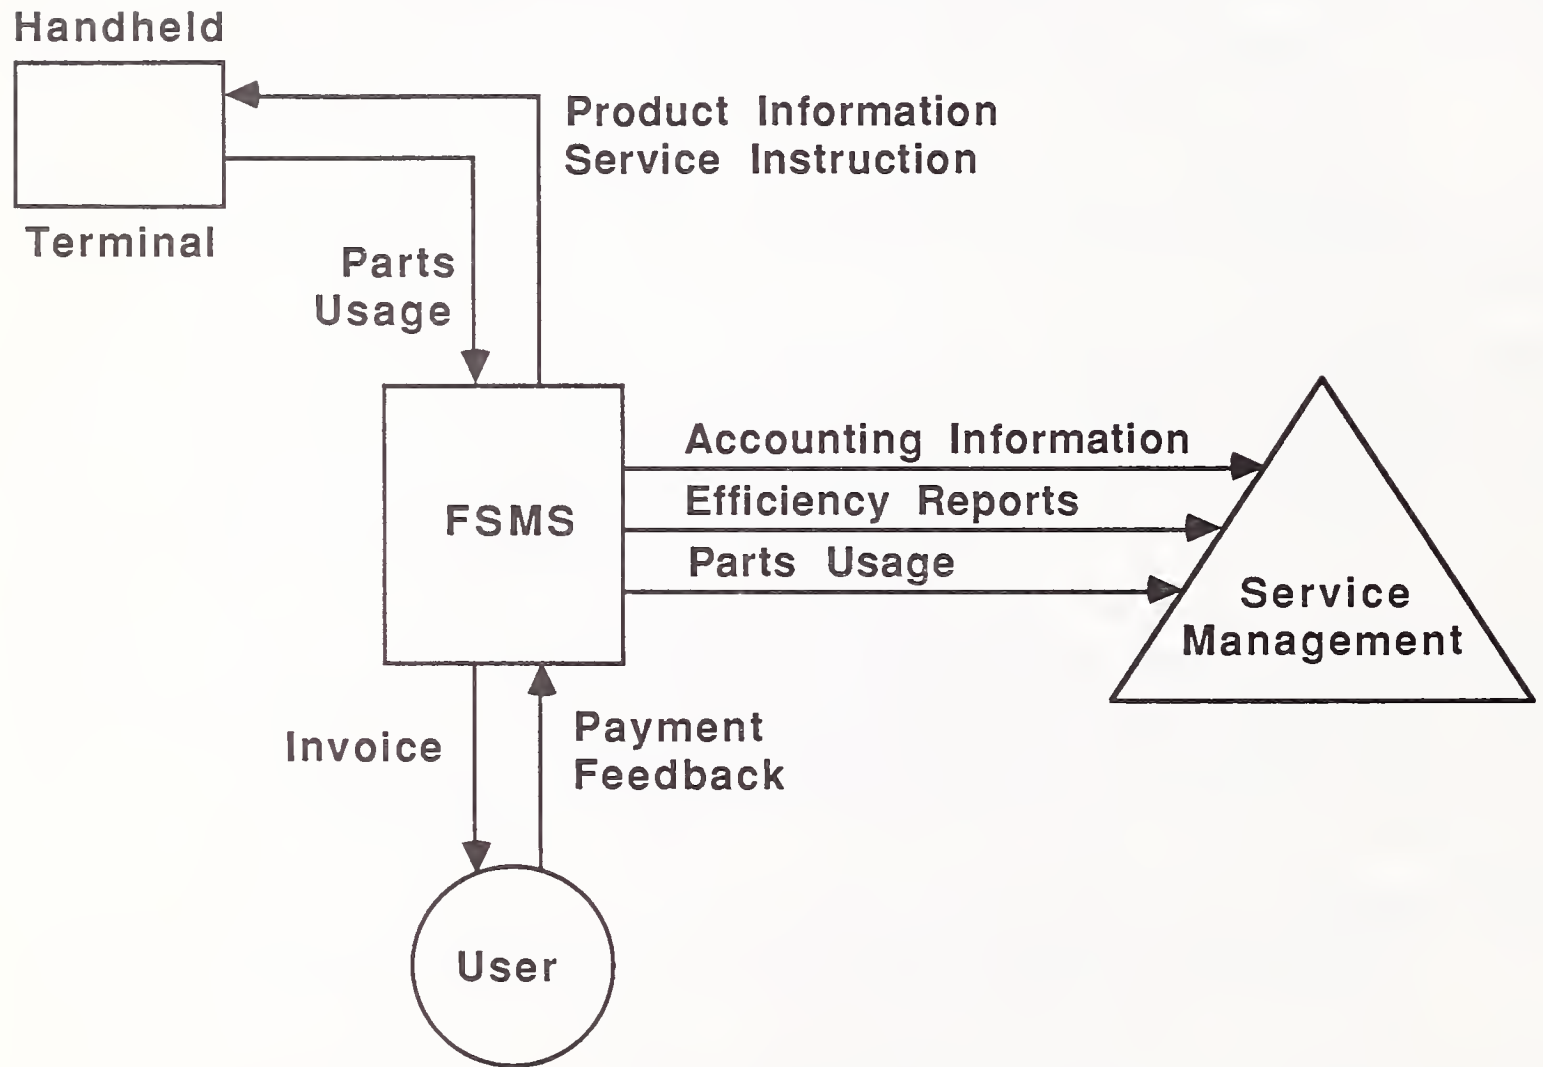 Handheld
Terminal
Product Information
Service Instruction
Parts
Usage
FSMS
Accounting Information
Efficiency Reports
Parts Usage
Service
Management
Invoice
Payment
Feedback
User